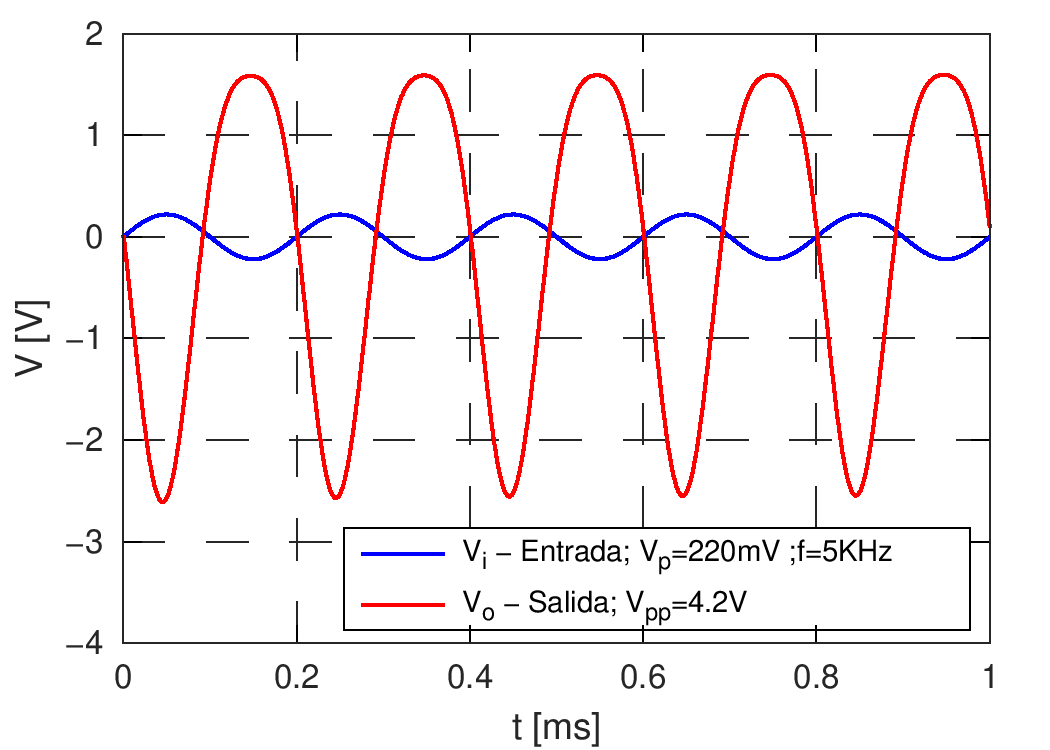 2
1
0
−1
−2
−3
−4
V [V]
Vi − Entrada; Vp=220mV ;f=5KHz
Vo − Salida; Vpp=4.2V
0 0.2 0.4 0.6 0.8 1
t [ms]